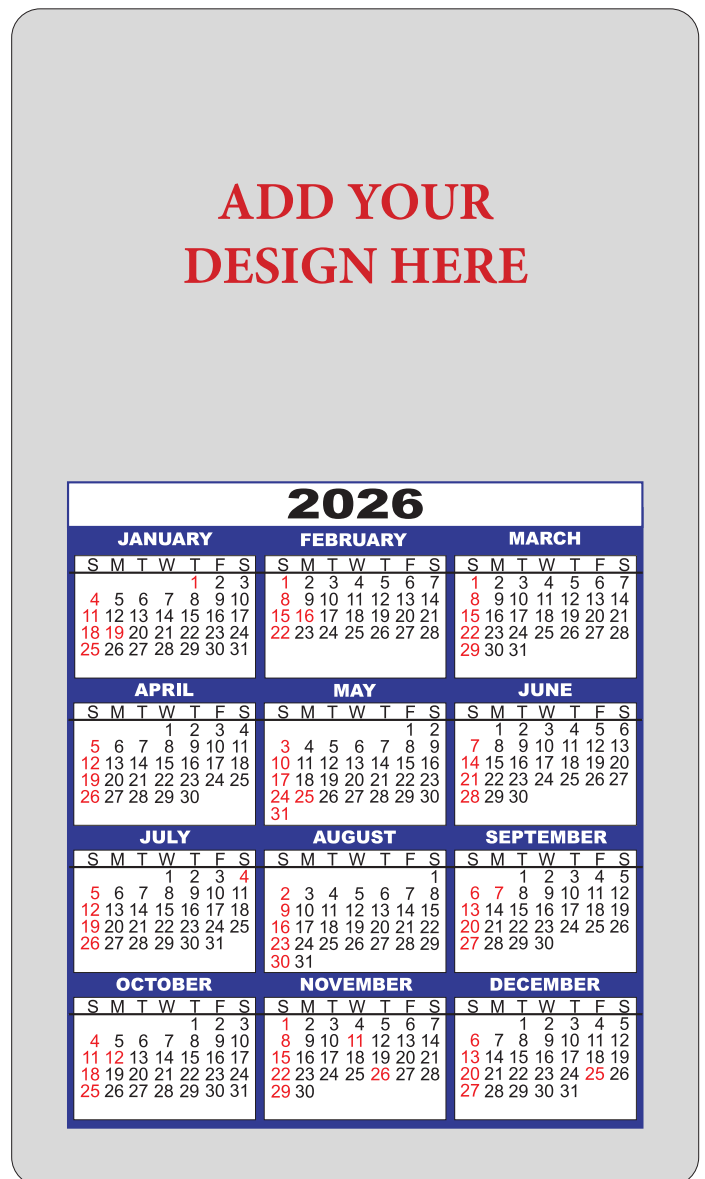 ADD YOUR
DESIGN HERE
2026
JANUARY
S M T W T F S
1 2 3
4 5 6 7 8 9 10
11 12 13 14 15 16 17
18 19 20 21 22 23 24
25 26 27 28 29 30 31
FEBRUARY
S M T W T F S
1 2 3 4 5 6 7
8 9 10 11 12 13 14
15 16 17 18 19 20 21
22 23 24 25 26 27 28
MARCH
S M T W T F S
1 2 3 4 5 6 7
8 9 10 11 12 13 14
15 16 17 18 19 20 21
22 23 24 25 26 27 28
29 30 31
APRIL
S M T W T F S
1 2 3 4
5 6 7 8 9 10 11
12 13 14 15 16 17 18
19 20 21 22 23 24 25
26 27 28 29 30
MAY
S M T W T F S
1 2
3 4 5 6 7 8 9
10 11 12 13 14 15 16
17 18 19 20 21 22 23
24 25 26 27 28 29 30
31
JUNE
S M T W T F S
1 2 3 4 5 6
7 8 9 10 11 12 13
14 15 16 17 18 19 20
21 22 23 24 25 26 27
28 29 30
JULY
S M T W T F S
1 2 3 4
5 6 7 8 9 10 11
12 13 14 15 16 17 18
19 20 21 22 23 24 25
26 27 28 29 30 31
AUGUST
S M T W T F S
1
2 3 4 5 6 7 8
9 10 11 12 13 14 15
16 17 18 19 20 21 22
23 24 25 26 27 28 29
30 31
SEPTEMBER
S M T W T F S
1 2 3 4 5
6 7 8 9 10 11 12
13 14 15 16 17 18 19
20 21 22 23 24 25 26
27 28 29 30
OCTOBER
S M T W T F S
1 2 3
4 5 6 7 8 9 10
11 12 13 14 15 16 17
18 19 20 21 22 23 24
25 26 27 28 29 30 31
NOVEMBER
S M T W T F S
1 2 3 4 5 6 7
8 9 10 11 12 13 14
15 16 17 18 19 20 21
22 23 24 25 26 27 28
29 30
DECEMBER
S M T W T F S
1 2 3 4 5
6 7 8 9 10 11 12
13 14 15 16 17 18 19
20 21 22 23 24 25 26
27 28 29 30 31